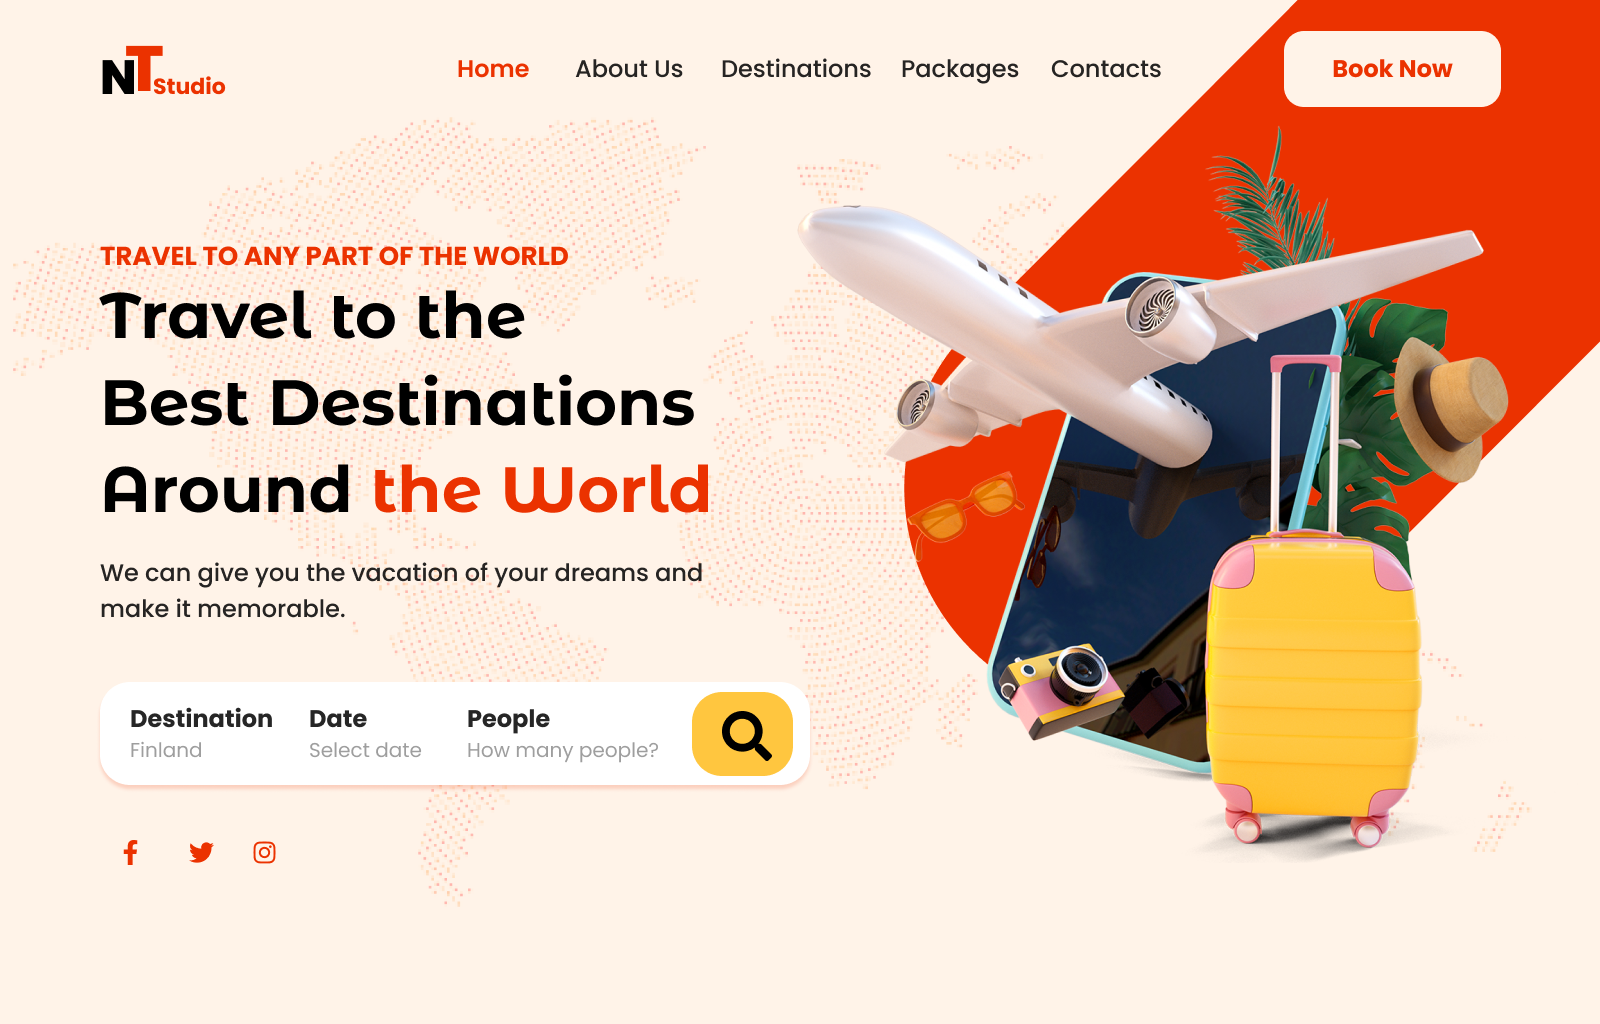 NT Studio
Home About Us Destinations Packages Contacts
Book Now
TRAVEL TO ANY PART OF THE WORLD
Travel to the
Best Destinations
Around the World
We can give you the vacation of your dreams and
make it memorable.
Destination Date People
Finland Select date How many people?